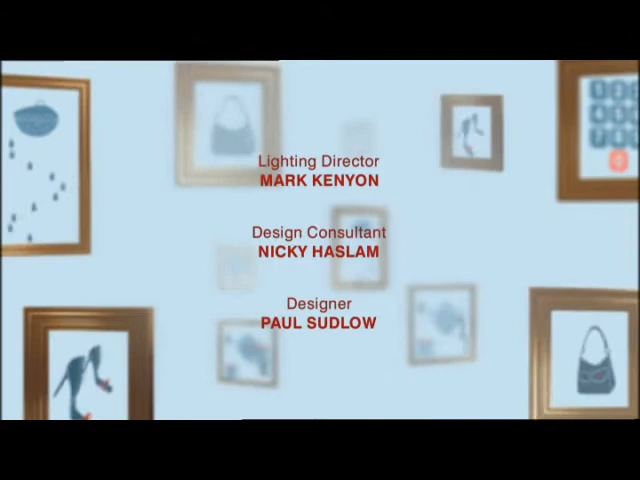 Lighting Director
MARK KENYON
Design Consultant
NICKY HASLAM
Designer
PAUL SUDLOW